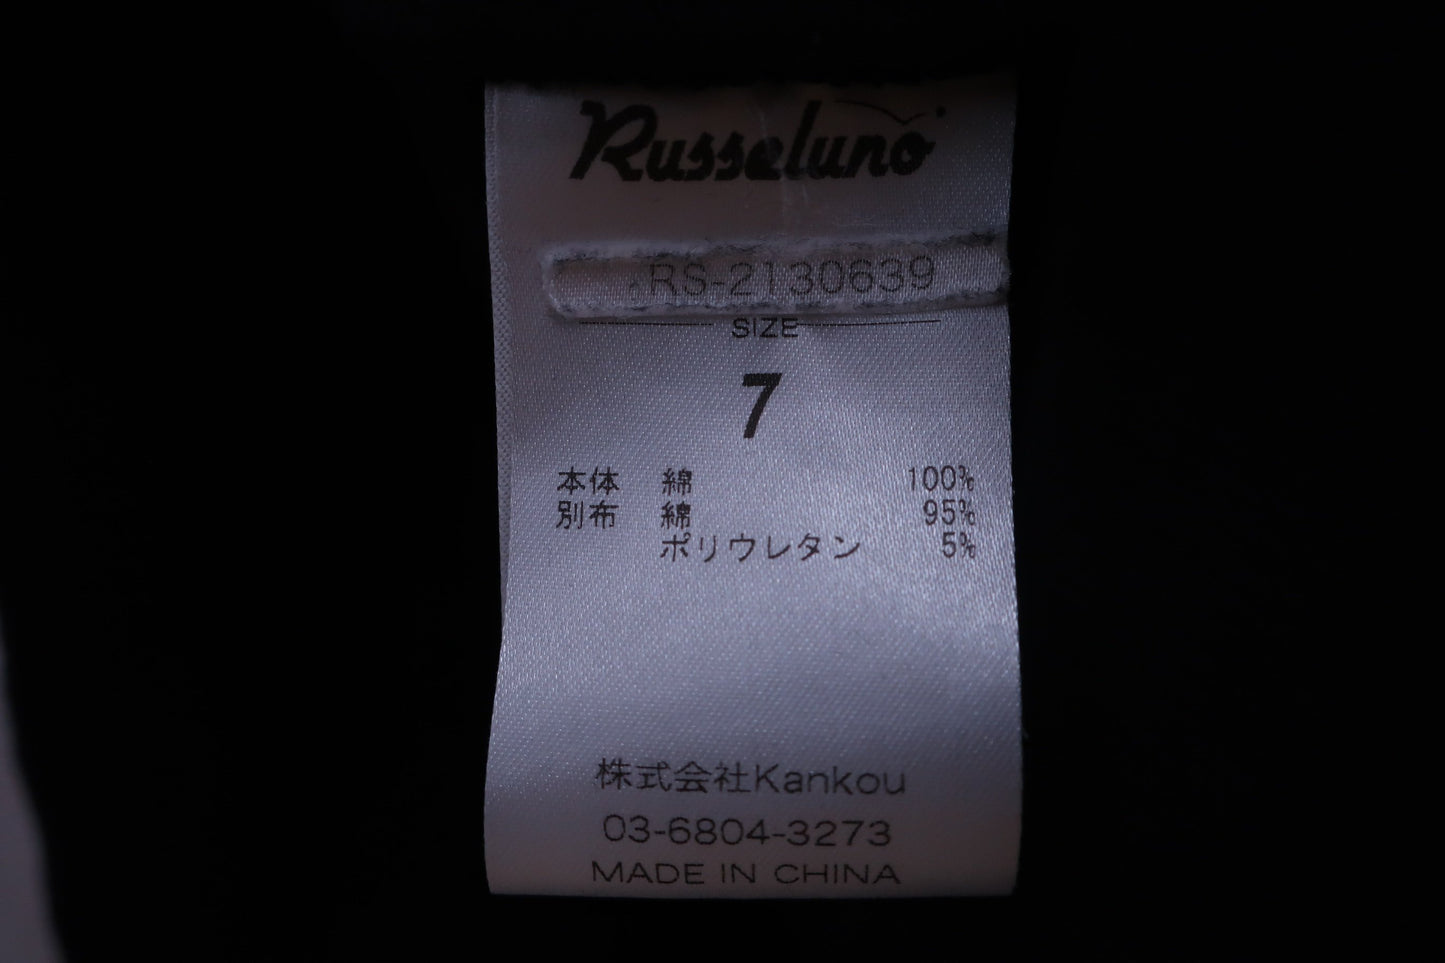 Russeluno
RS-2130639
SIZE
7
本体 綿 100%
別布 綿 95%
ポリウレタン 5%
株式会社Kankou
03-6804-3273
MADE IN CHINA